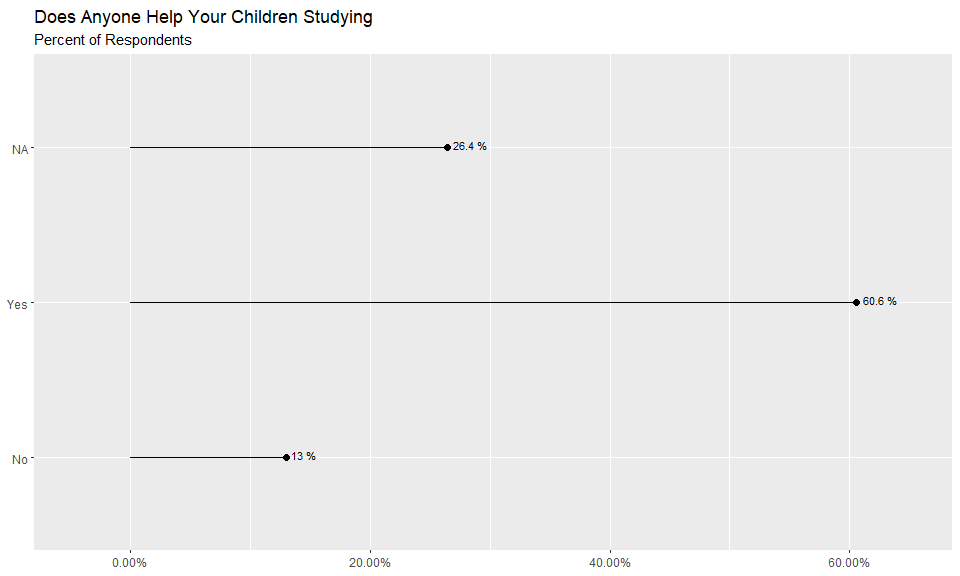 Does Anyone Help Your Children Studying
Percent of Respondents
NA
26.4 %
Yes
60.6 %
No
13 %
0.00%
20.00%
40.00%
60.00%